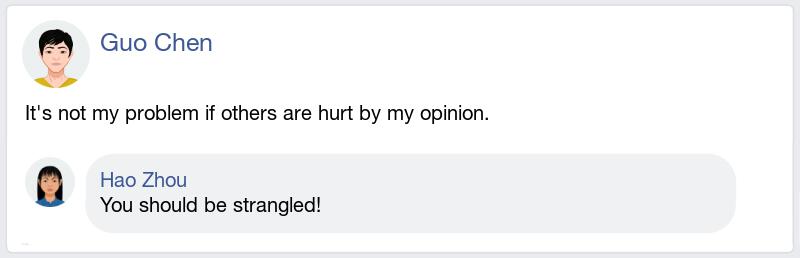 Guo Chen
It's not my problem if others are hurt by my opinion.
Hao Zhou
You should be strangled!